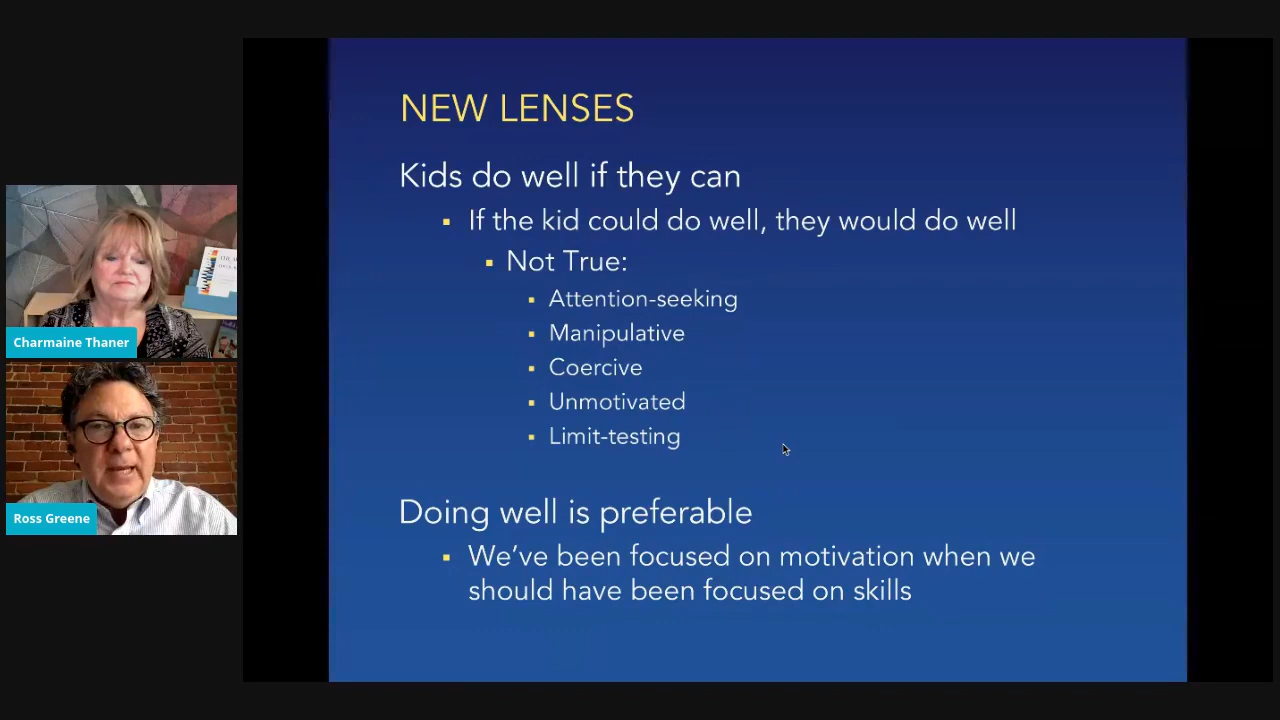 NEW LENSES
Kids do well if they can
If the kid could do well, they would do well
Not True:
Attention-seeking
Manipulative
Coercive
Unmotivated
Limit-testing
Doing well is preferable
We've been focused on motivation when we
should have been focused on skills
Charmaine Thaner
Ross Greene